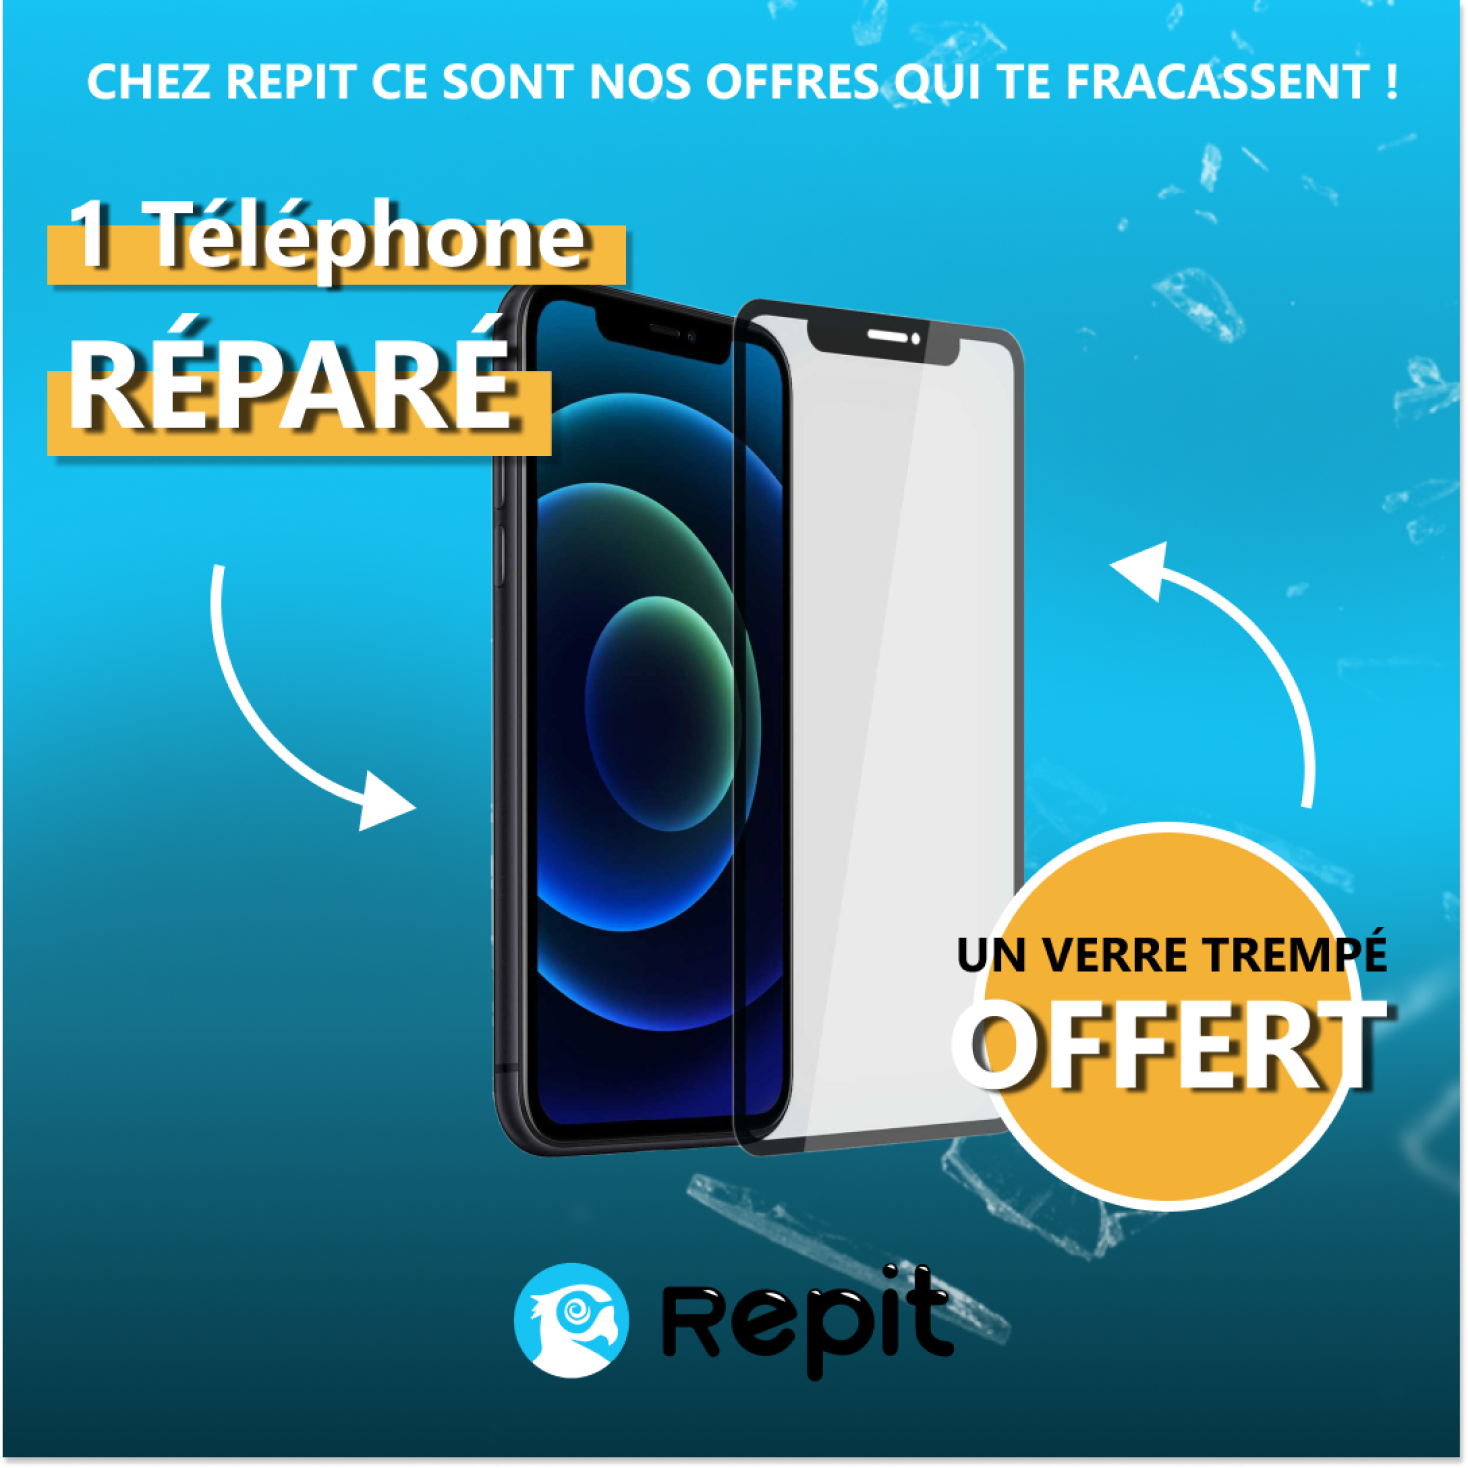 CHEZ REPIT CE SONT NOS OFFRES QUI TE FRACASSENT !
1 Téléphone
RÉPARÉ
UN VERRE TREMPÉ
OFFERT
Repit